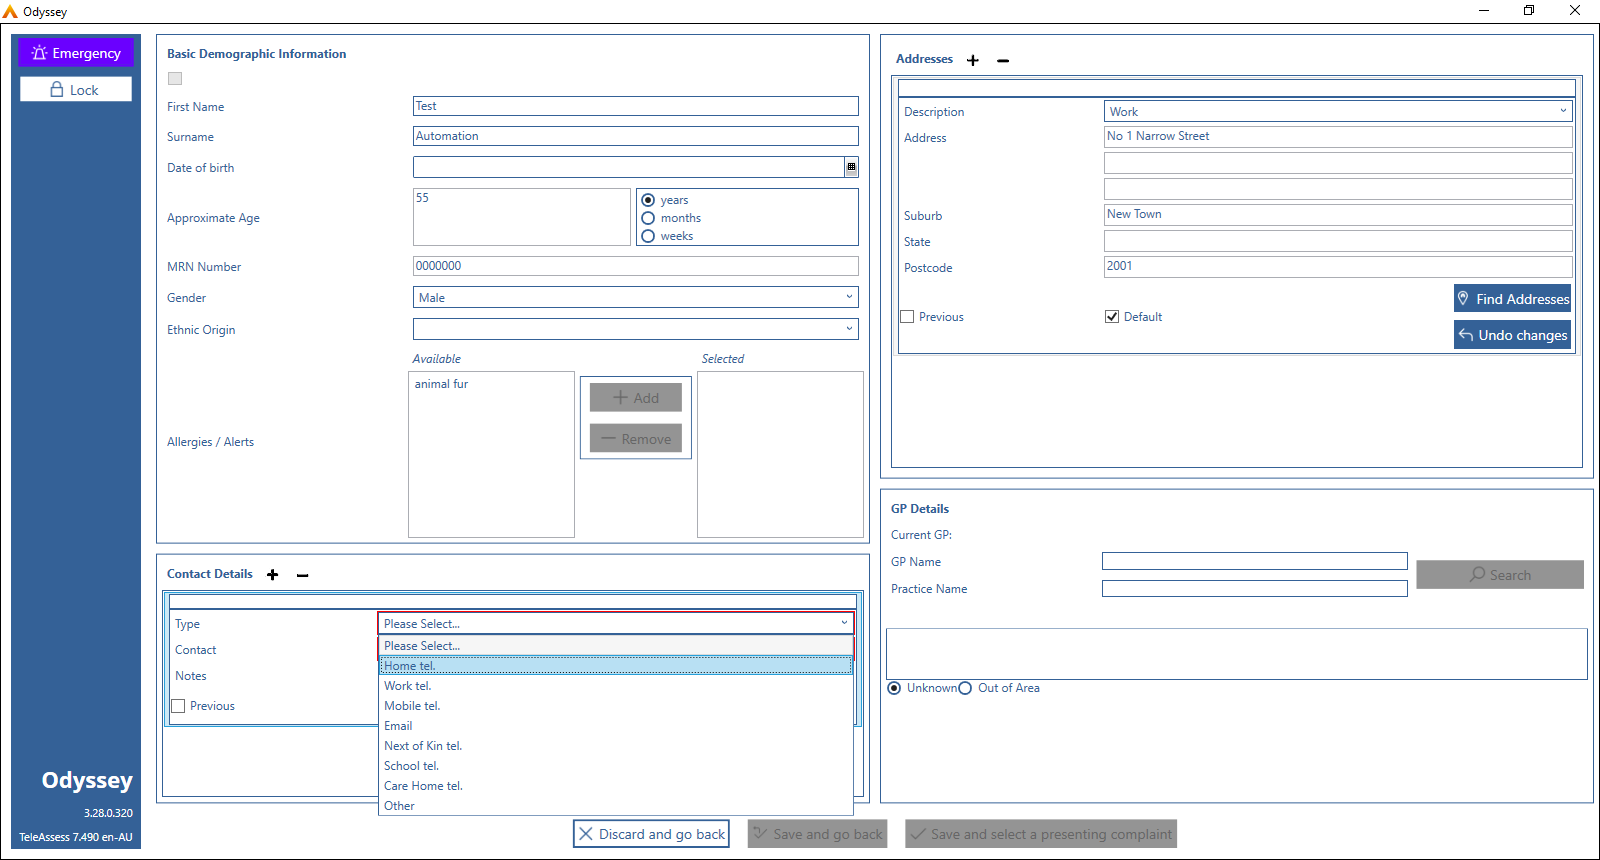 Odyssey
Emergency
Lock
Odyssey
3.28.0.320
TeleAssess 7.490 en-AU
Basic Demographic Information
First Name
Test
Surname
Automation
Date of birth
Approximate Age
55
years
months
weeks
MRN Number
0000000
Gender
Male
Ethnic Origin
Available
Selected
Allergies / Alerts
animal fur
Add
Remove
Contact Details
Type
Please Select...
Contact
Notes
Previous
Please Select...
Home tel.
Work tel.
Mobile tel.
Email
Next of Kin tel.
School tel.
Care Home tel.
Other
Addresses
Description
Work
Address
No 1 Narrow Street
Suburb
New Town
State
Postcode
2001
Find Addresses
Previous
Default
Undo changes
GP Details
Current GP:
GP Name
Practice Name
Search
Unknown
Out of Area
Discard and go back
Save and go back
Save and select a presenting complaint